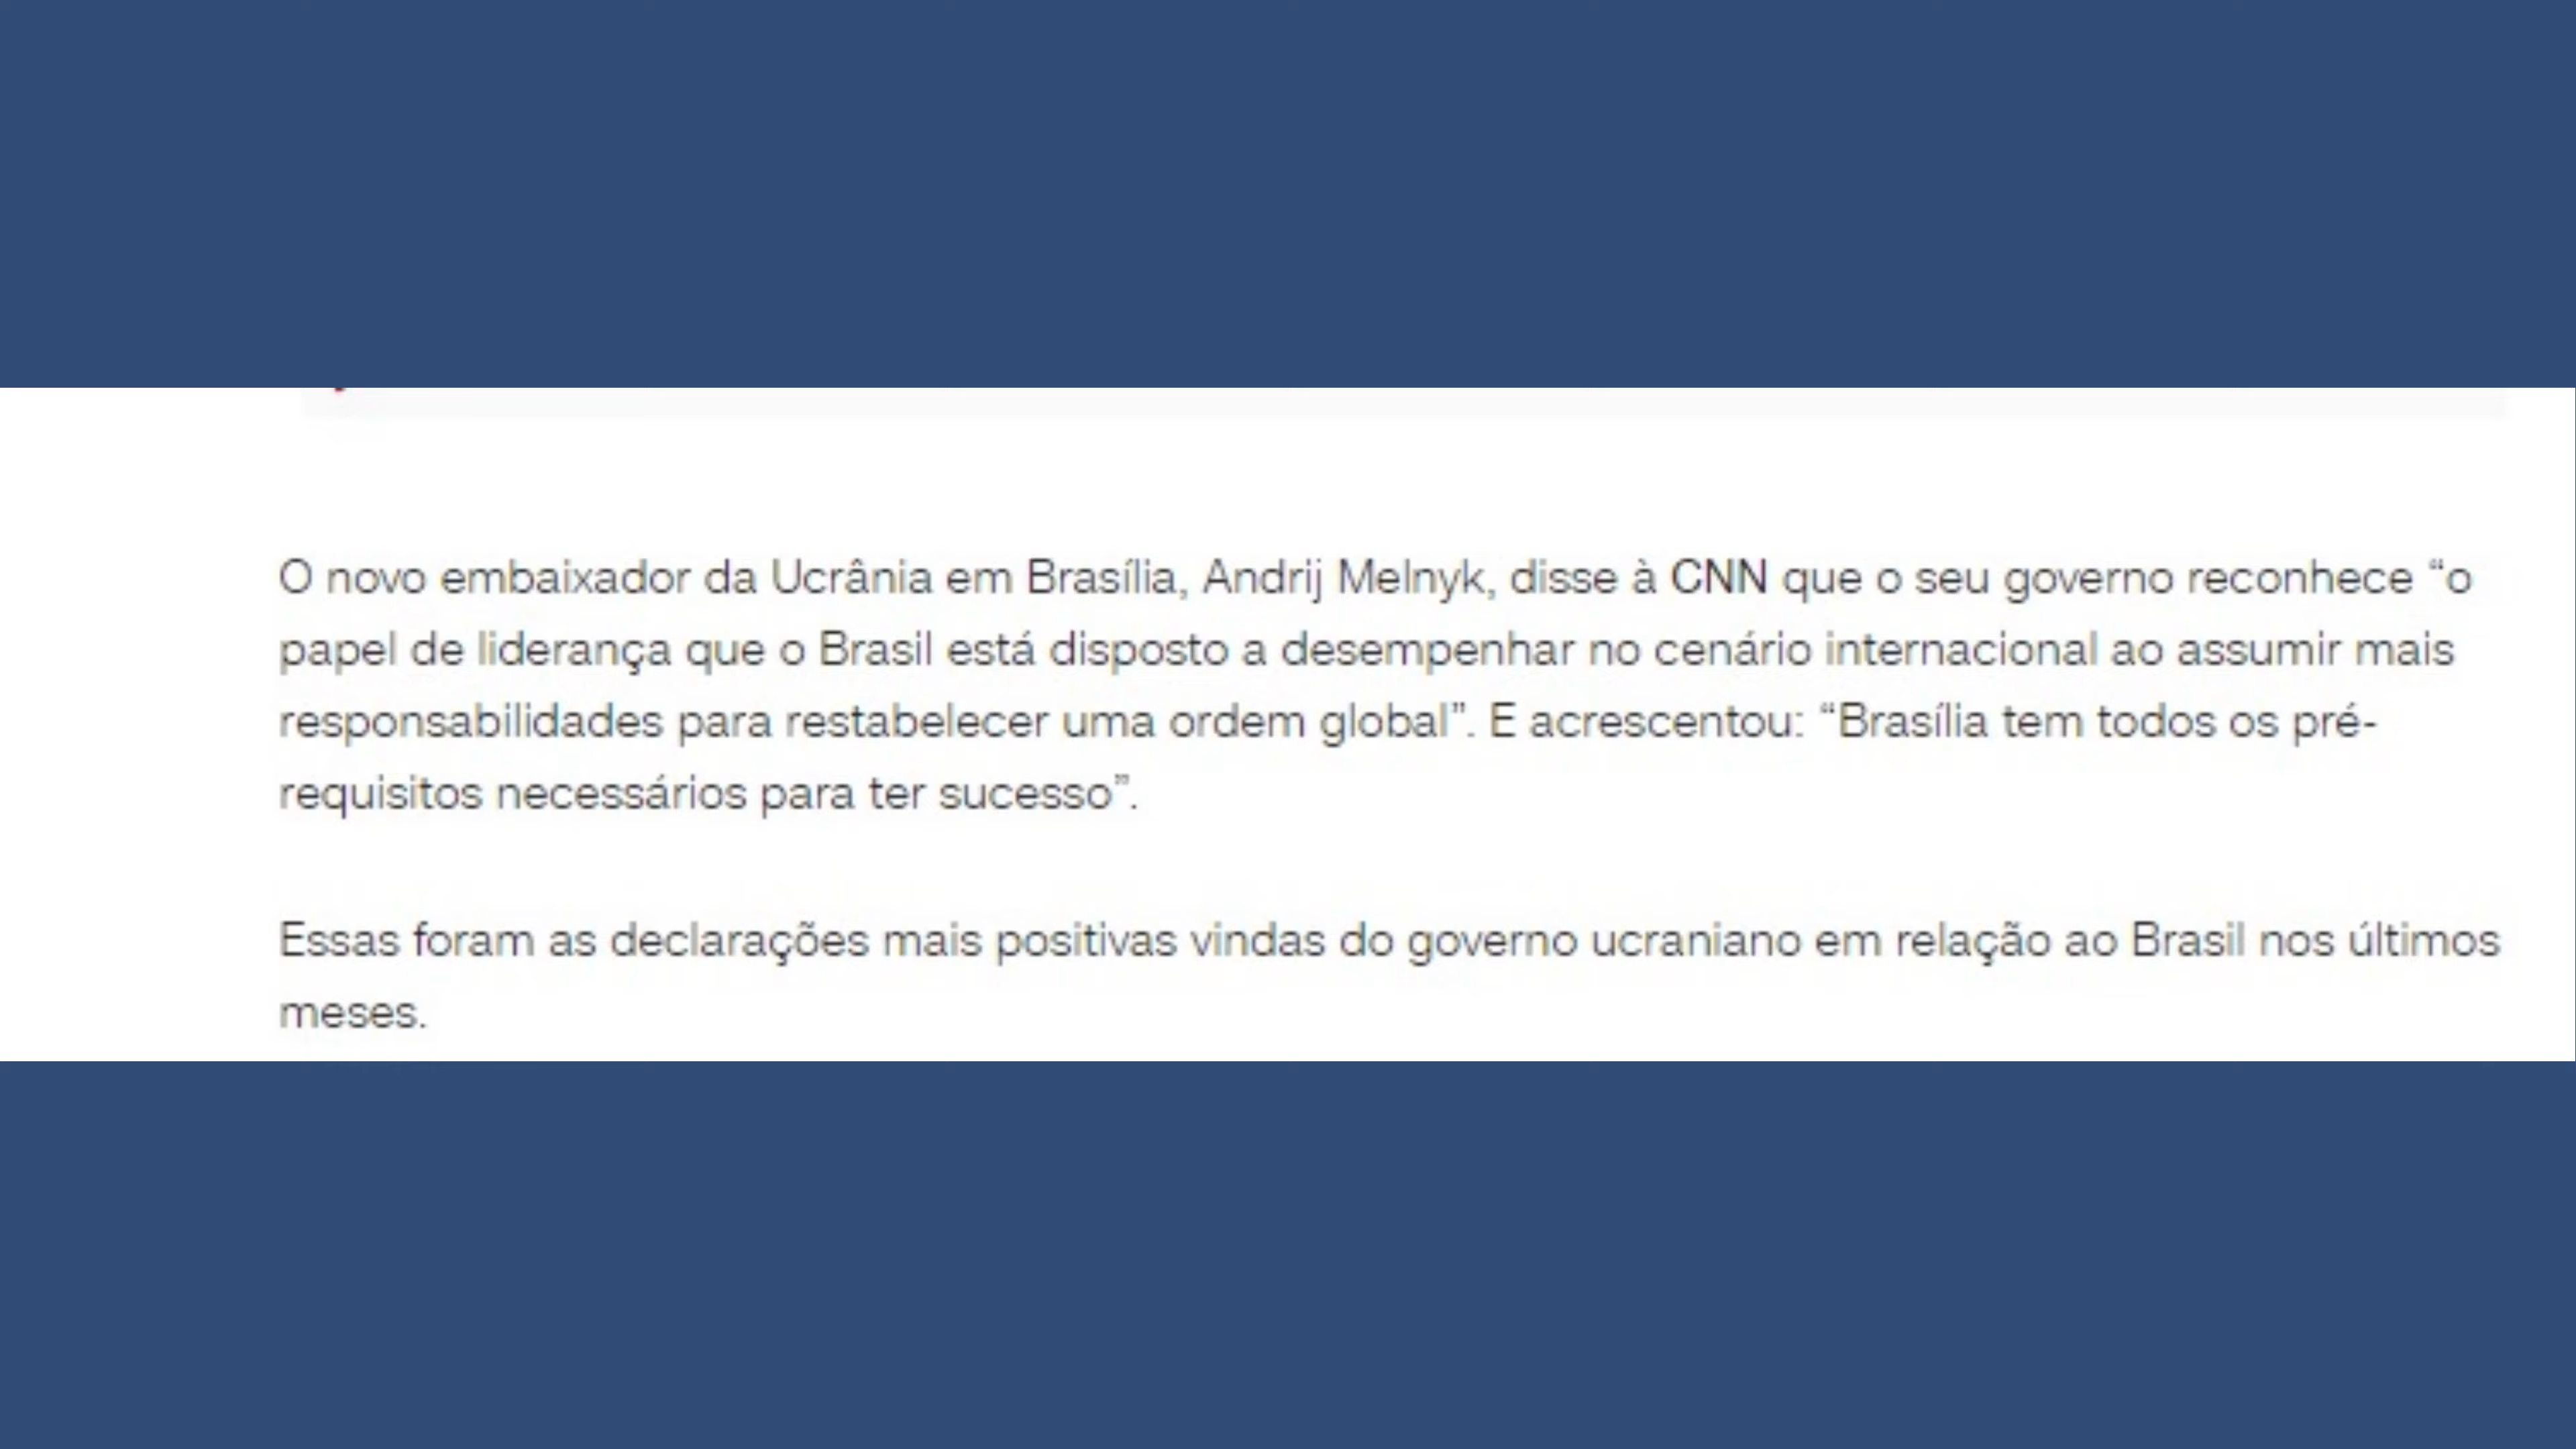 O novo embaixador da Ucrânia em Brasília, Andrij Melnyk, disse à CNN que o seu governo reconhece “o
papel de liderança que o Brasil está disposto a desempenhar no cenário internacional ao assumir mais
responsabilidades para restabelecer uma ordem global”. E acrescentou: “Brasília tem todos os pré-
requisitos necessários para ter sucesso”.
Essas foram as declarações mais positivas vindas do governo ucraniano em relação ao Brasil nos últimos
meses.